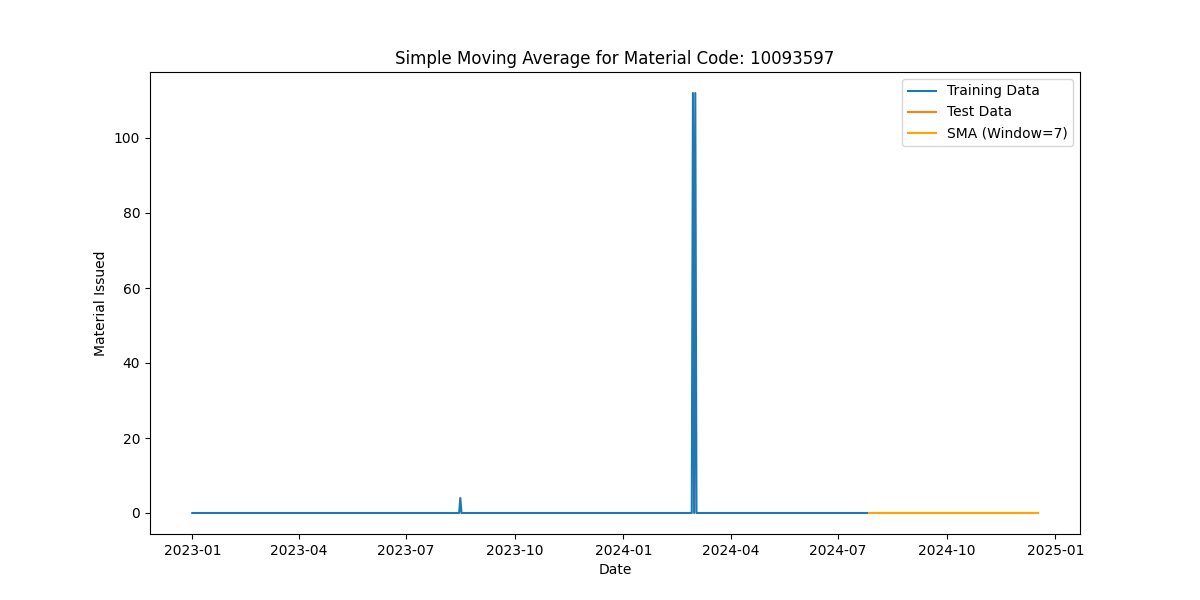 Simple Moving Average for Material Code: 10093597
Training Data
Test Data
SMA (Window=7)
100
80
60
40
20
0
Material Issued
2023-01 2023-04 2023-07 2023-10 2024-01 2024-04 2024-07 2024-10 2025-01
Date